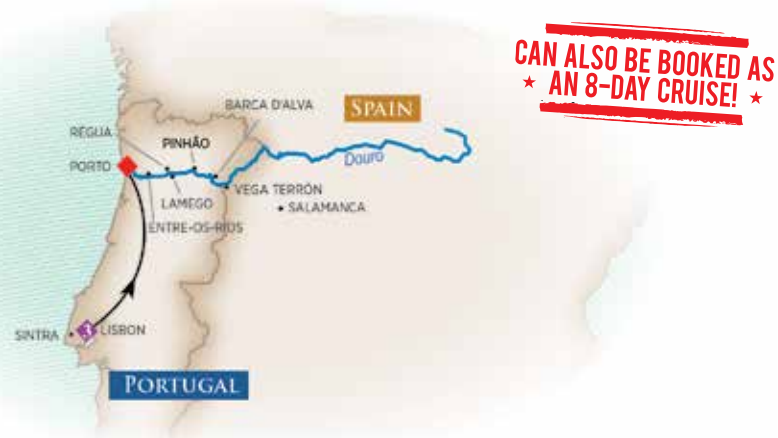 CAN ALSO BE BOOKED AS
★ AN 8-DAY CRUISE! ★
BARCA D'ALVA
SPAIN
RÉGUA
PINHÃO
Douro
PORTO
VEGA TERRÓN
LAMEGO
• SALAMANCA
ENTRE-OS-RIOS
SINTRA
3
LISBON
PORTUGAL